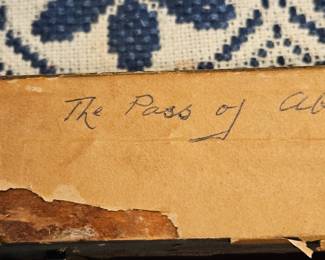 The Pass of Ab